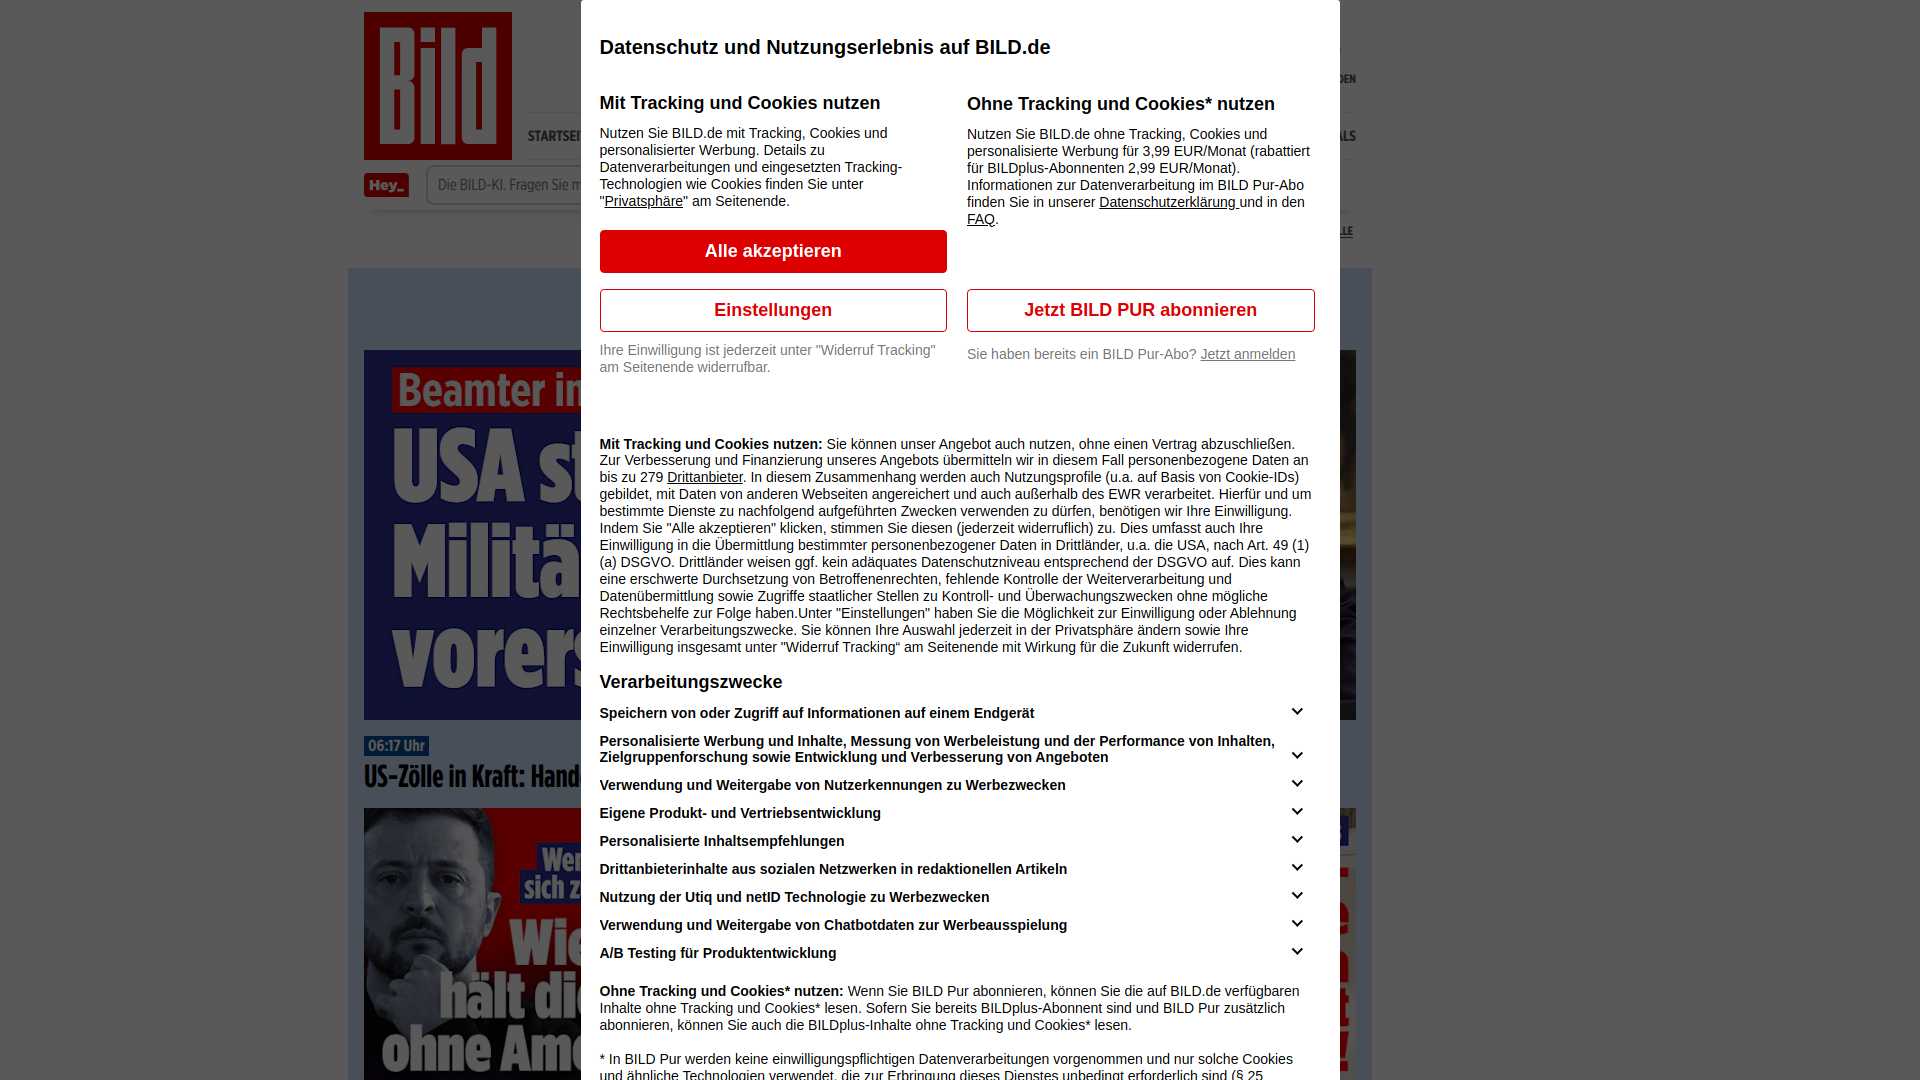 Bild
STARTSEI
Hey_
Die BILD-KI. Fragen Sie m
DEN
ALS
LLE
Beamter in
USA st
Militä
vorers
06:17 Uhr
US-Zölle in Kraft: Hand
Wer
sich z
Wie
hält die
ohne Ame
Datenschutz und Nutzungserlebnis auf BILD.de
Mit Tracking und Cookies nutzen
Nutzen Sie BILD.de mit Tracking, Cookies und
personalisierter Werbung. Details zu
Datenverarbeitungen und eingesetzten Tracking-
Technologien wie Cookies finden Sie unter
"Privatsphäre" am Seitenende.
Alle akzeptieren
Einstellungen
Ihre Einwilligung ist jederzeit unter "Widerruf Tracking"
am Seitenende widerrufbar.
Ohne Tracking und Cookies* nutzen
Nutzen Sie BILD.de ohne Tracking, Cookies und
personalisierte Werbung für 3,99 EUR/Monat (rabattiert
für BILDplus-Abonnenten 2,99 EUR/Monat).
Informationen zur Datenverarbeitung im BILD Pur-Abo
finden Sie in unserer Datenschutzerklärung und in den
FAQ.
Jetzt BILD PUR abonnieren
Sie haben bereits ein BILD Pur-Abo? Jetzt anmelden
Mit Tracking und Cookies nutzen: Sie können unser Angebot auch nutzen, ohne einen Vertrag abzuschließen.
Zur Verbesserung und Finanzierung unseres Angebots übermitteln wir in diesem Fall personenbezogene Daten an
bis zu 279 Drittanbieter. In diesem Zusammenhang werden auch Nutzungsprofile (u.a. auf Basis von Cookie-IDs)
gebildet, mit Daten von anderen Webseiten angereichert und auch außerhalb des EWR verarbeitet. Hierfür und um
bestimmte Dienste zu nachfolgend aufgeführten Zwecken verwenden zu dürfen, benötigen wir Ihre Einwilligung.
Indem Sie "Alle akzeptieren" klicken, stimmen Sie diesen (jederzeit widerruflich) zu. Dies umfasst auch Ihre
Einwilligung in die Übermittlung bestimmter personenbezogener Daten in Drittländer, u.a. die USA, nach Art. 49 (1)
(a) DSGVO. Drittländer weisen ggf. kein adäquates Datenschutzniveau entsprechend der DSGVO auf. Dies kann
eine erschwerte Durchsetzung von Betroffenenrechten, fehlende Kontrolle der Weiterverarbeitung und
Datenübermittlung sowie Zugriffe staatlicher Stellen zu Kontroll- und Überwachungszwecken ohne mögliche
Rechtsbehelfe zur Folge haben.Unter "Einstellungen" haben Sie die Möglichkeit zur Einwilligung oder Ablehnung
einzelner Verarbeitungszwecke. Sie können Ihre Auswahl jederzeit in der Privatsphäre ändern sowie Ihre
Einwilligung insgesamt unter "Widerruf Tracking“ am Seitenende mit Wirkung für die Zukunft widerrufen.
Verarbeitungszwecke
Speichern von oder Zugriff auf Informationen auf einem Endgerät
Personalisierte Werbung und Inhalte, Messung von Werbeleistung und der Performance von Inhalten,
Zielgruppenforschung sowie Entwicklung und Verbesserung von Angeboten
Verwendung und Weitergabe von Nutzerkennungen zu Werbezwecken
Eigene Produkt- und Vertriebsentwicklung
Personalisierte Inhaltsempfehlungen
Drittanbieterinhalte aus sozialen Netzwerken in redaktionellen Artikeln
Nutzung der Utiq und netID Technologie zu Werbezwecken
Verwendung und Weitergabe von Chatbotdaten zur Werbeausspielung
A/B Testing für Produktentwicklung
Ohne Tracking und Cookies* nutzen: Wenn Sie BILD Pur abonnieren, können Sie die auf BILD.de verfügbaren
Inhalte ohne Tracking und Cookies* lesen. Sofern Sie bereits BILDplus-Abonnent sind und BILD Pur zusätzlich
abonnieren, können Sie auch die BILDplus-Inhalte ohne Tracking und Cookies* lesen.
* In BILD Pur werden keine einwilligungspflichtigen Datenverarbeitungen vorgenommen und nur solche Cookies
und ähnliche Technologien verwendet, die zur Erbringung dieses Dienstes unbedingt erforderlich sind (§ 25